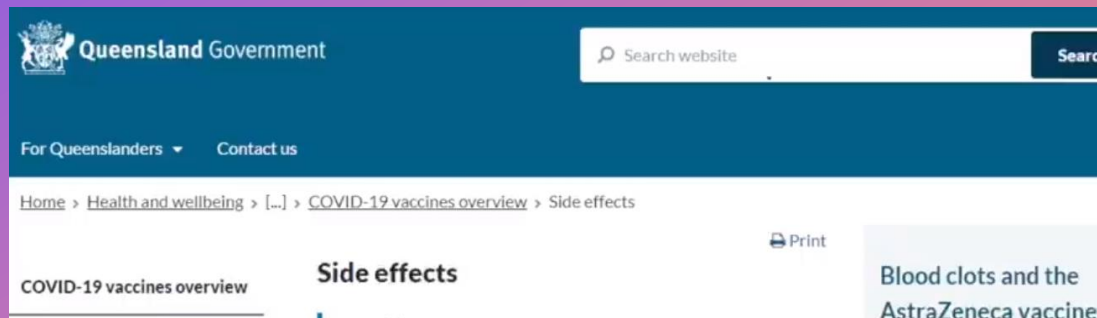 Queensland Government
Search website
For Queenslanders
Contact us
Home > Health and wellbeing > [...] > COVID-19 vaccines overview > Side effects
Print
COVID-19 vaccines overview
Side effects
Blood clots and the
AstraZeneca vaccine